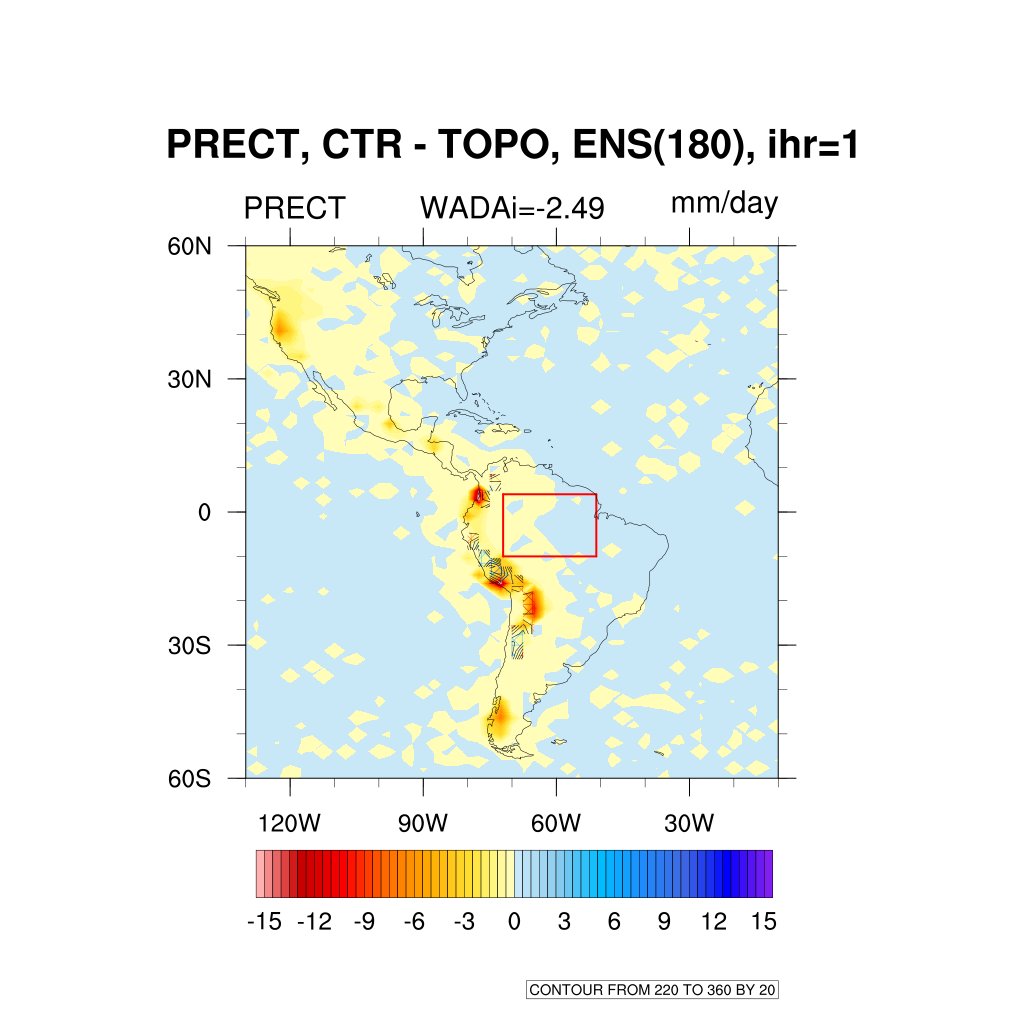 PRECT, CTR - TOPO, ENS(180), ihr=1
PRECT WADAi=-2.49 mm/day
60N
30N
0
30S
60S
120W 90W 60W 30W
-15 -12 -9 -6 -3 0 3 6 9 12 15
CONTOUR FROM 220 TO 360 BY 20